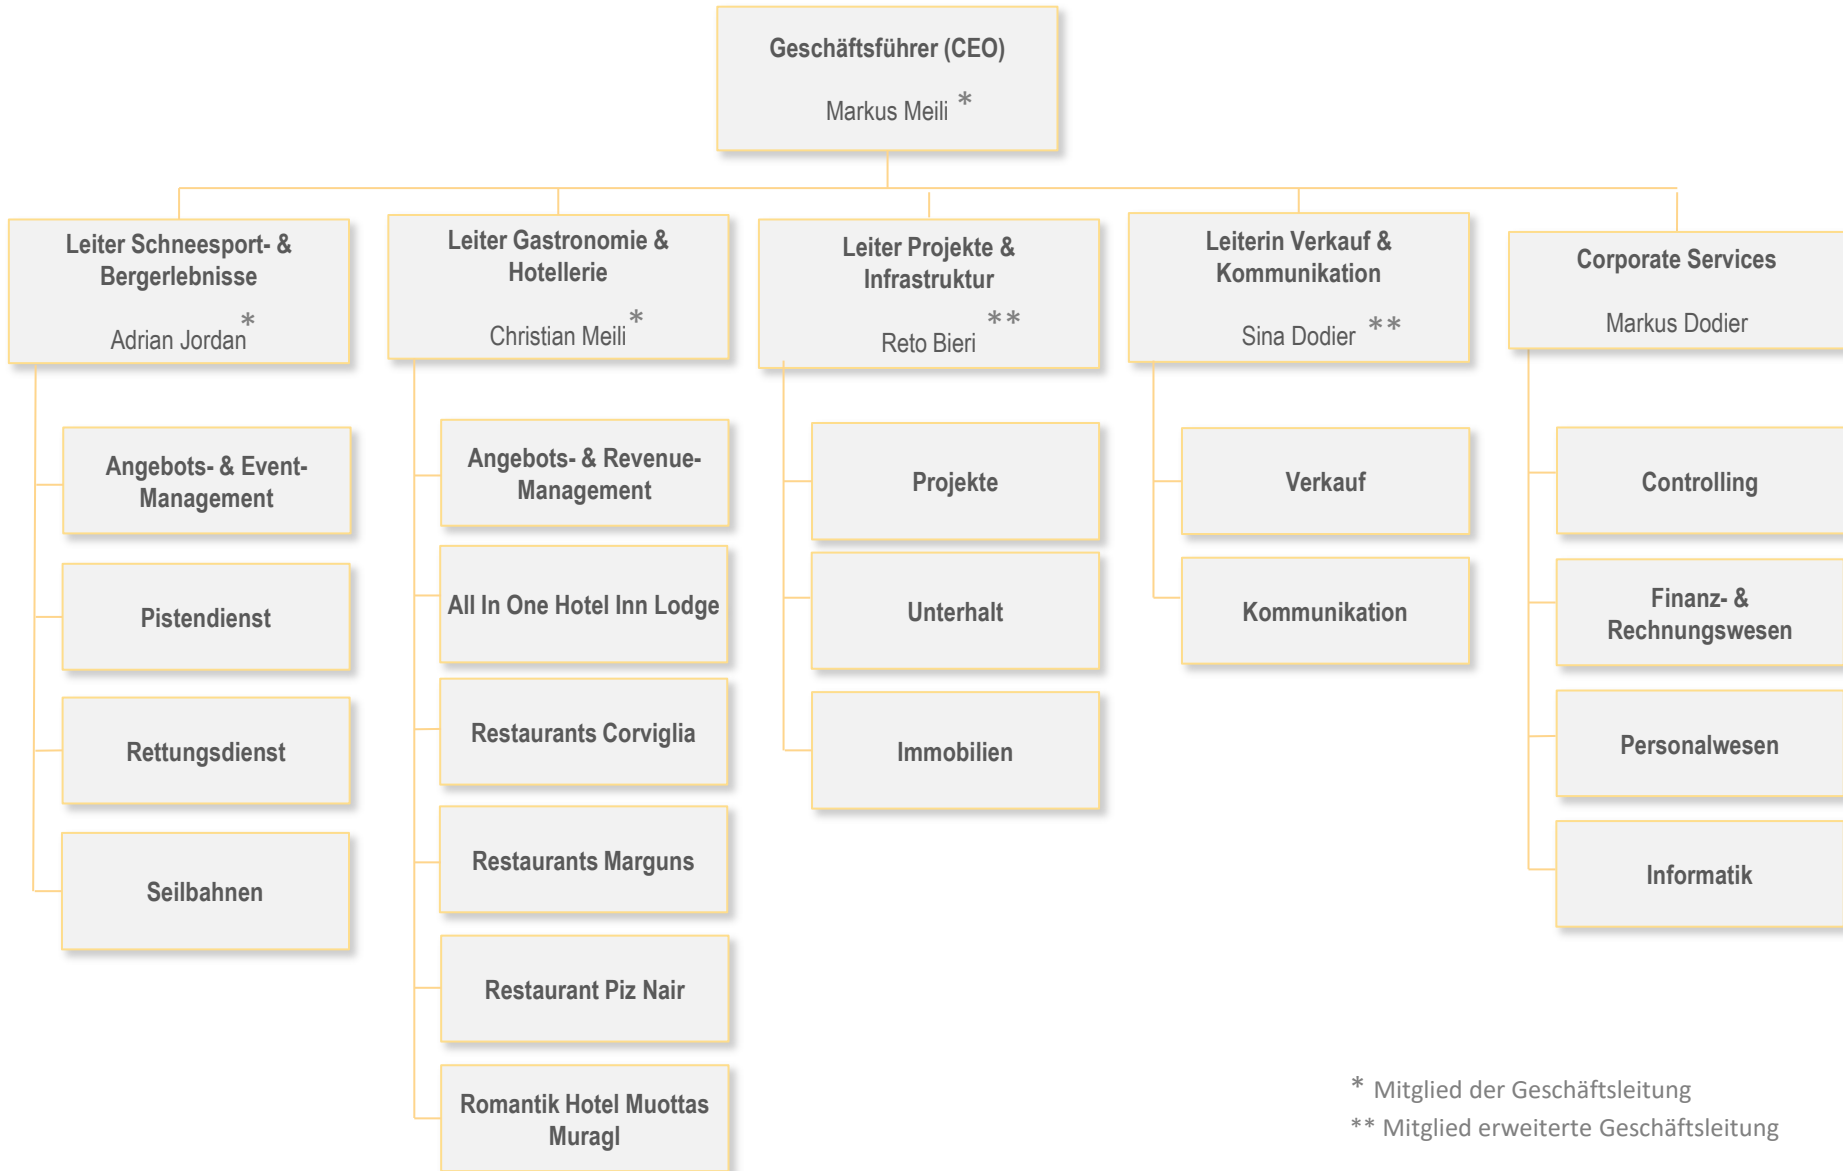 Geschäftsführer (CEO)
Markus Meili *
Leiter Schneesport- &
Bergerlebnisse
Adrian Jordan *
Leiter Gastronomie &
Hotellerie
Christian Meili *
Leiter Projekte &
Infrastruktur
Reto Bieri **
Leiterin Verkauf &
Kommunikation
Sina Dodier **
Corporate Services
Markus Dodier
Angebots- & Event-
Management
Pistendienst
Rettungsdienst
Seilbahnen
Angebots- & Revenue-
Management
All In One Hotel Inn Lodge
Restaurants Corviglia
Restaurants Marguns
Restaurant Piz Nair
Romantik Hotel Muottas
Muragl
Projekte
Unterhalt
Immobilien
Verkauf
Kommunikation
Controlling
Finanz- &
Rechnungswesen
Personalwesen
Informatik
* Mitglied der Geschäftsleitung
** Mitglied erweiterte Geschäftsleitung